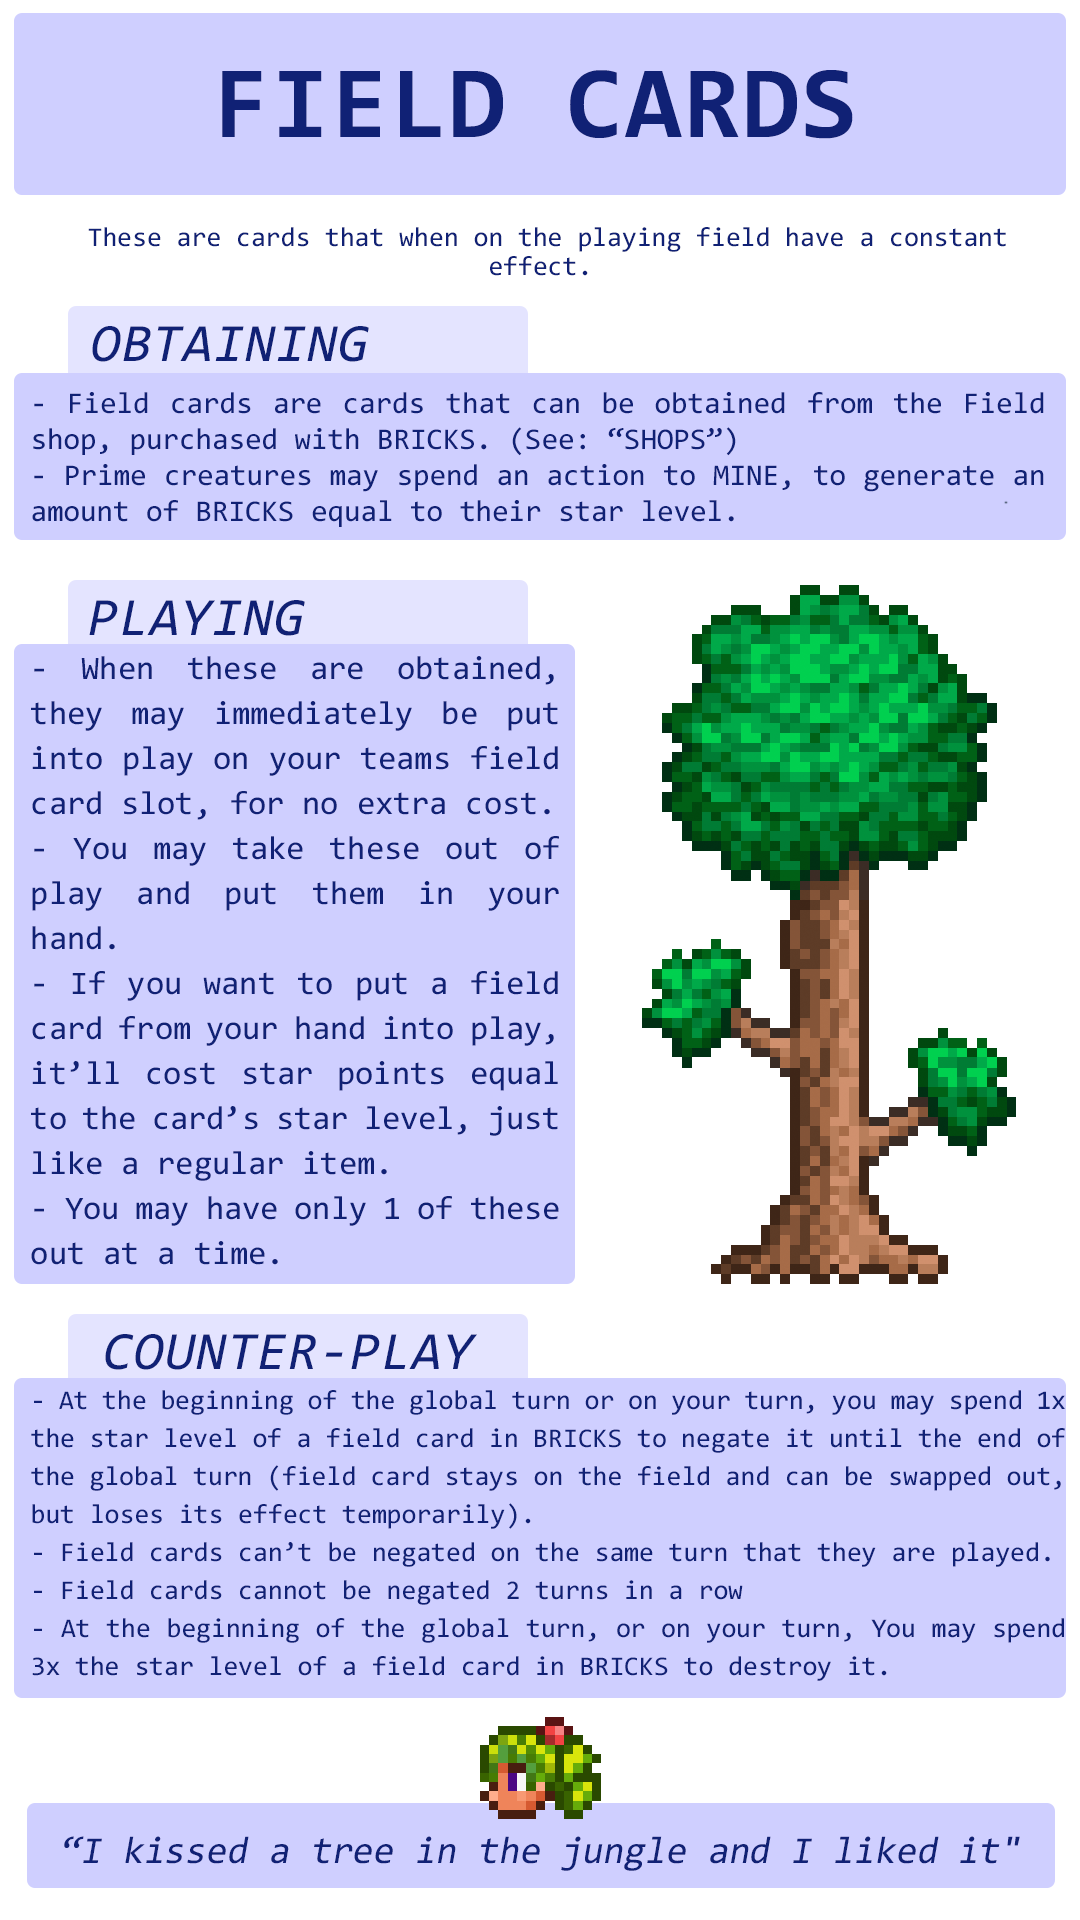 FIELD CARDS
These are cards that when on the playing field have a constant
effect.
OBTAINING
- Field cards are cards that can be obtained from the Field
shop, purchased with BRICKS. (See: “SHOPS”)
- Prime creatures may spend an action to MINE, to generate an
amount of BRICKS equal to their star level.
PLAYING
- When these are obtained,
they may immediately be put
into play on your teams field
card slot, for no extra cost.
- You may take these out of
play and put them in your
hand.
- If you want to put a field
card from your hand into play,
it’ll cost star points equal
to the card’s star level, just
like a regular item.
- You may have only 1 of these
out at a time.
COUNTER-PLAY
- At the beginning of the global turn or on your turn, you may spend 1x
the star level of a field card in BRICKS to negate it until the end of
the global turn (field card stays on the field and can be swapped out,
but loses its effect temporarily).
- Field cards can’t be negated on the same turn that they are played.
- Field cards cannot be negated 2 turns in a row
- At the beginning of the global turn, or on your turn, You may spend
3x the star level of a field card in BRICKS to destroy it.
“I kissed a tree in the jungle and I liked it"